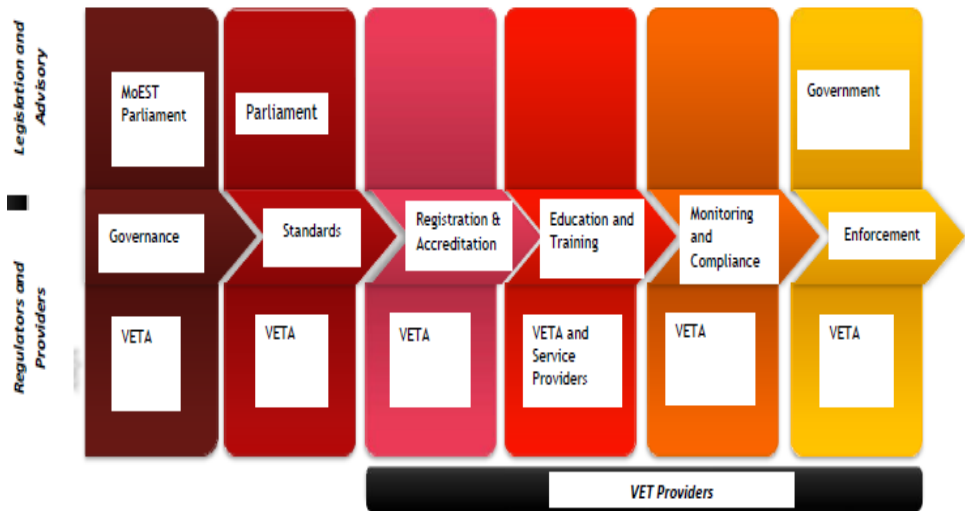 Legislation and
Advisory
MoEST
Parliament
Parliament
Government
Governance
Standards
Registration &
Accreditation
Education and
Training
Monitoring
and
Compliance
Enforcement
Regulators and
Providers
VETA
VETA
VETA
VETA and
Service
Providers
VETA
VETA
VET Providers